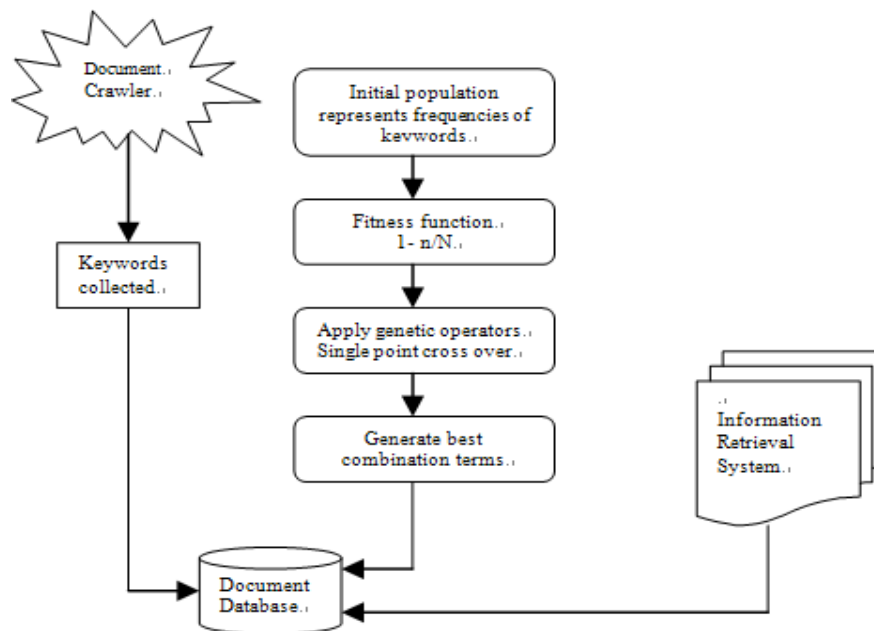 Document.
Crawler.
Initial population
represents frequencies of
kevwords.
Fitness function.
1- n/N.
Keywords
collected.
Apply genetic operators.
Single point cross over.
Generate best
combination terms.
.
Information
Retrieval
System.
Document
Database.